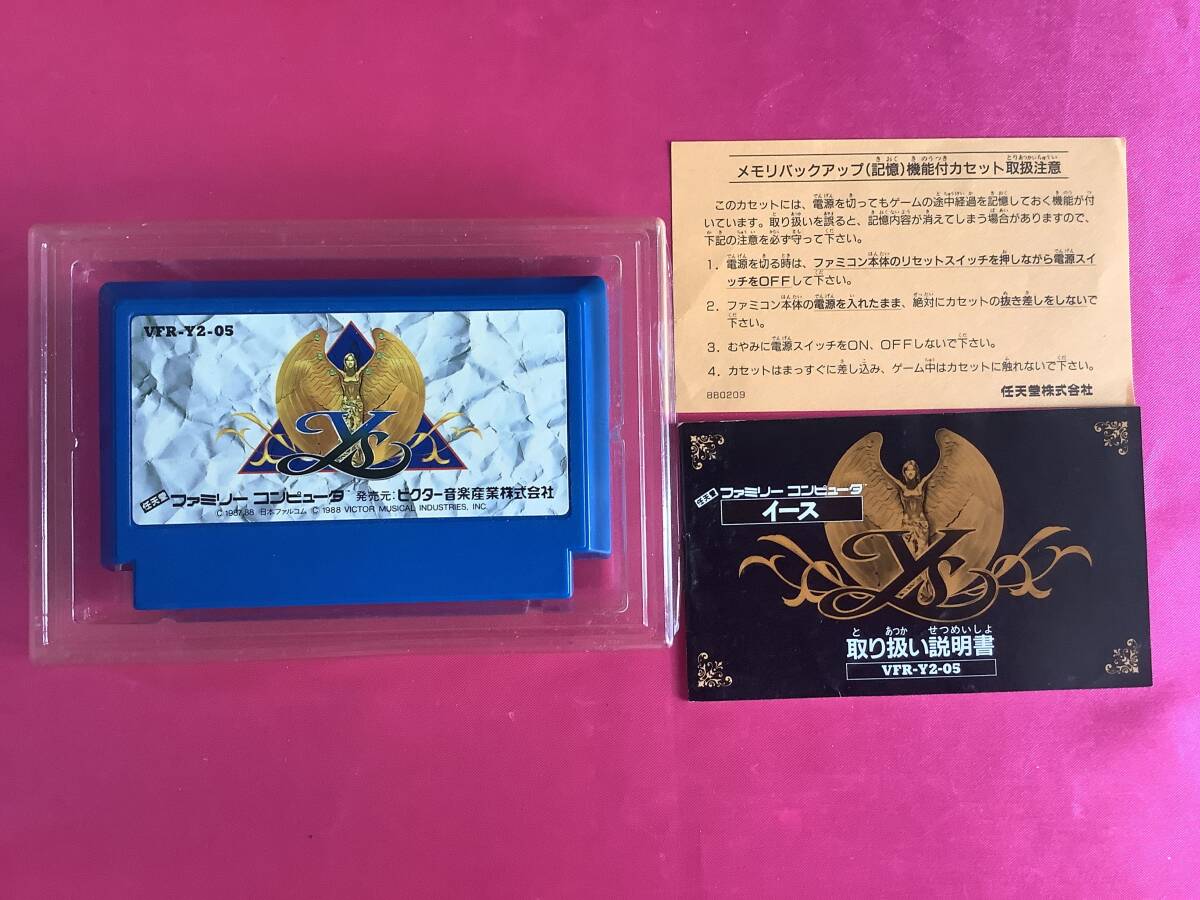 VFR-Y2-05
Ys
任天堂 ファミリー コンピュータ™ 発売元:ビクター音楽産業株式会社
© 1987,88 日本ファルコム © 1988 VICTOR MUSICAL INDUSTRIES, INC.
メモリバックアップ(記憶)機能付カセット取扱注意
このカセットには、電源を切ってもゲームの途中経過を記憶しておく機能が付
いています。取り扱いを誤ると、記憶内容が消えてしまう場合がありますので、
下記の注意を必ず守って下さい。
1. 電源を切る時は、ファミコン本体のリセットスイッチを押しながら電源スイ
ッチをOFFして下さい。
2. ファミコン本体の電源を入れたまま、絶対にカセットの抜き差しをしないで
下さい。
3. むやみに電源スイッチをON、OFFしないで下さい。
4. カセットはまっすぐに差し込み、ゲーム中はカセットに触れないで下さい。
880209
任天堂株式会社
任天堂 ファミリー コンピュータ™
イース
Ys
取り扱い説明書
VFR-Y2-05